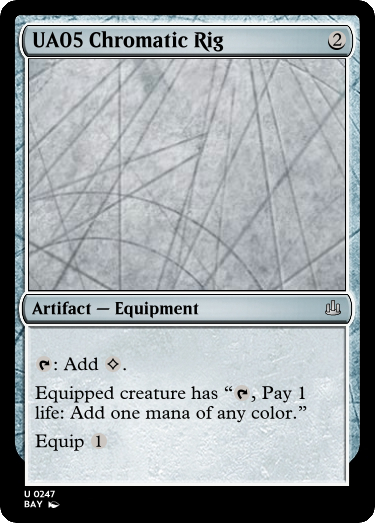 UA05 Chromatic Rig 2
Artifact — Equipment
: Add .
Equipped creature has “, Pay 1
life: Add one mana of any color.”
Equip 1
U 0247
BAY